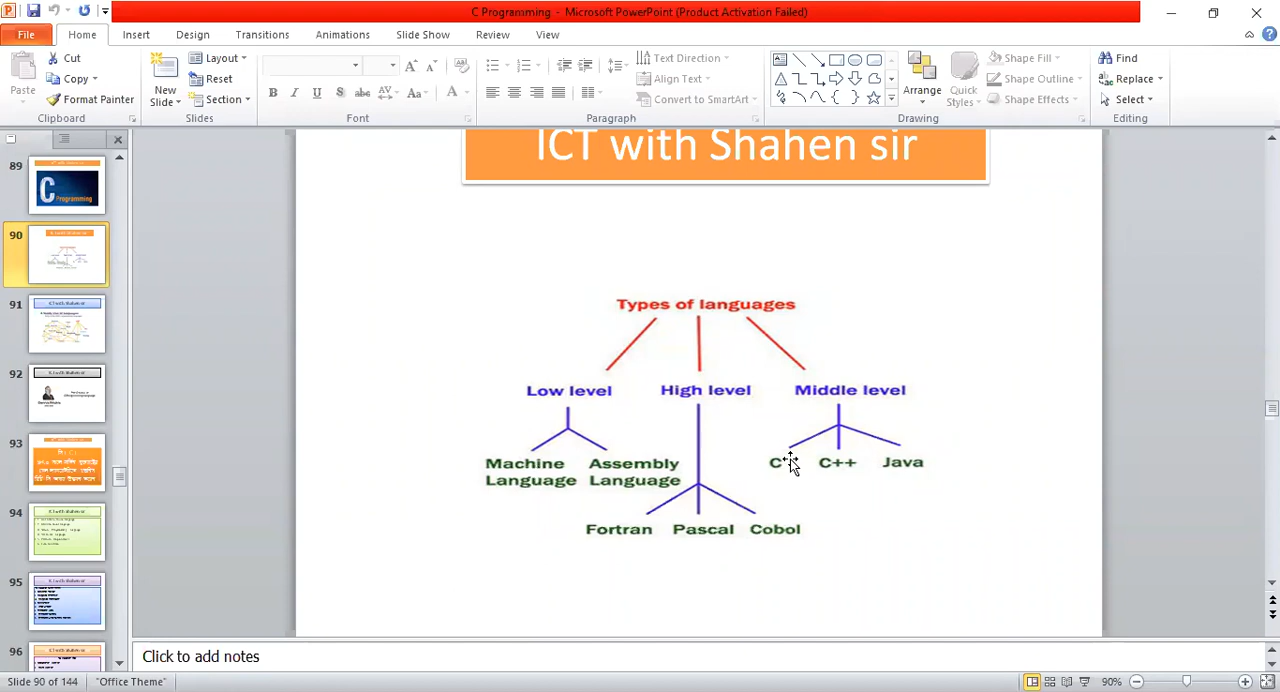 C Programming - Microsoft PowerPoint (Product Activation Failed)
File Home Insert Design Transitions Animations Slide Show Review View
Cut
Copy
Format Painter
Paste
Clipboard
New Slide
Layout
Reset
Section
Slides
B I U S abc AV Aa A
Font
Text Direction
Align Text
Convert to SmartArt
Paragraph
Arrange
Quick Styles
Shape Fill
Shape Outline
Shape Effects
Drawing
Find
Replace
Select
Editing
89
C Programming
90
91
92
93
94
95
96
ICT with Shahen sir
Types of languages
Low level High level Middle level
Machine Language
Assembly Language
C C++ Java
Fortran Pascal Cobol
Click to add notes
Slide 90 of 144 "Office Theme" 90%